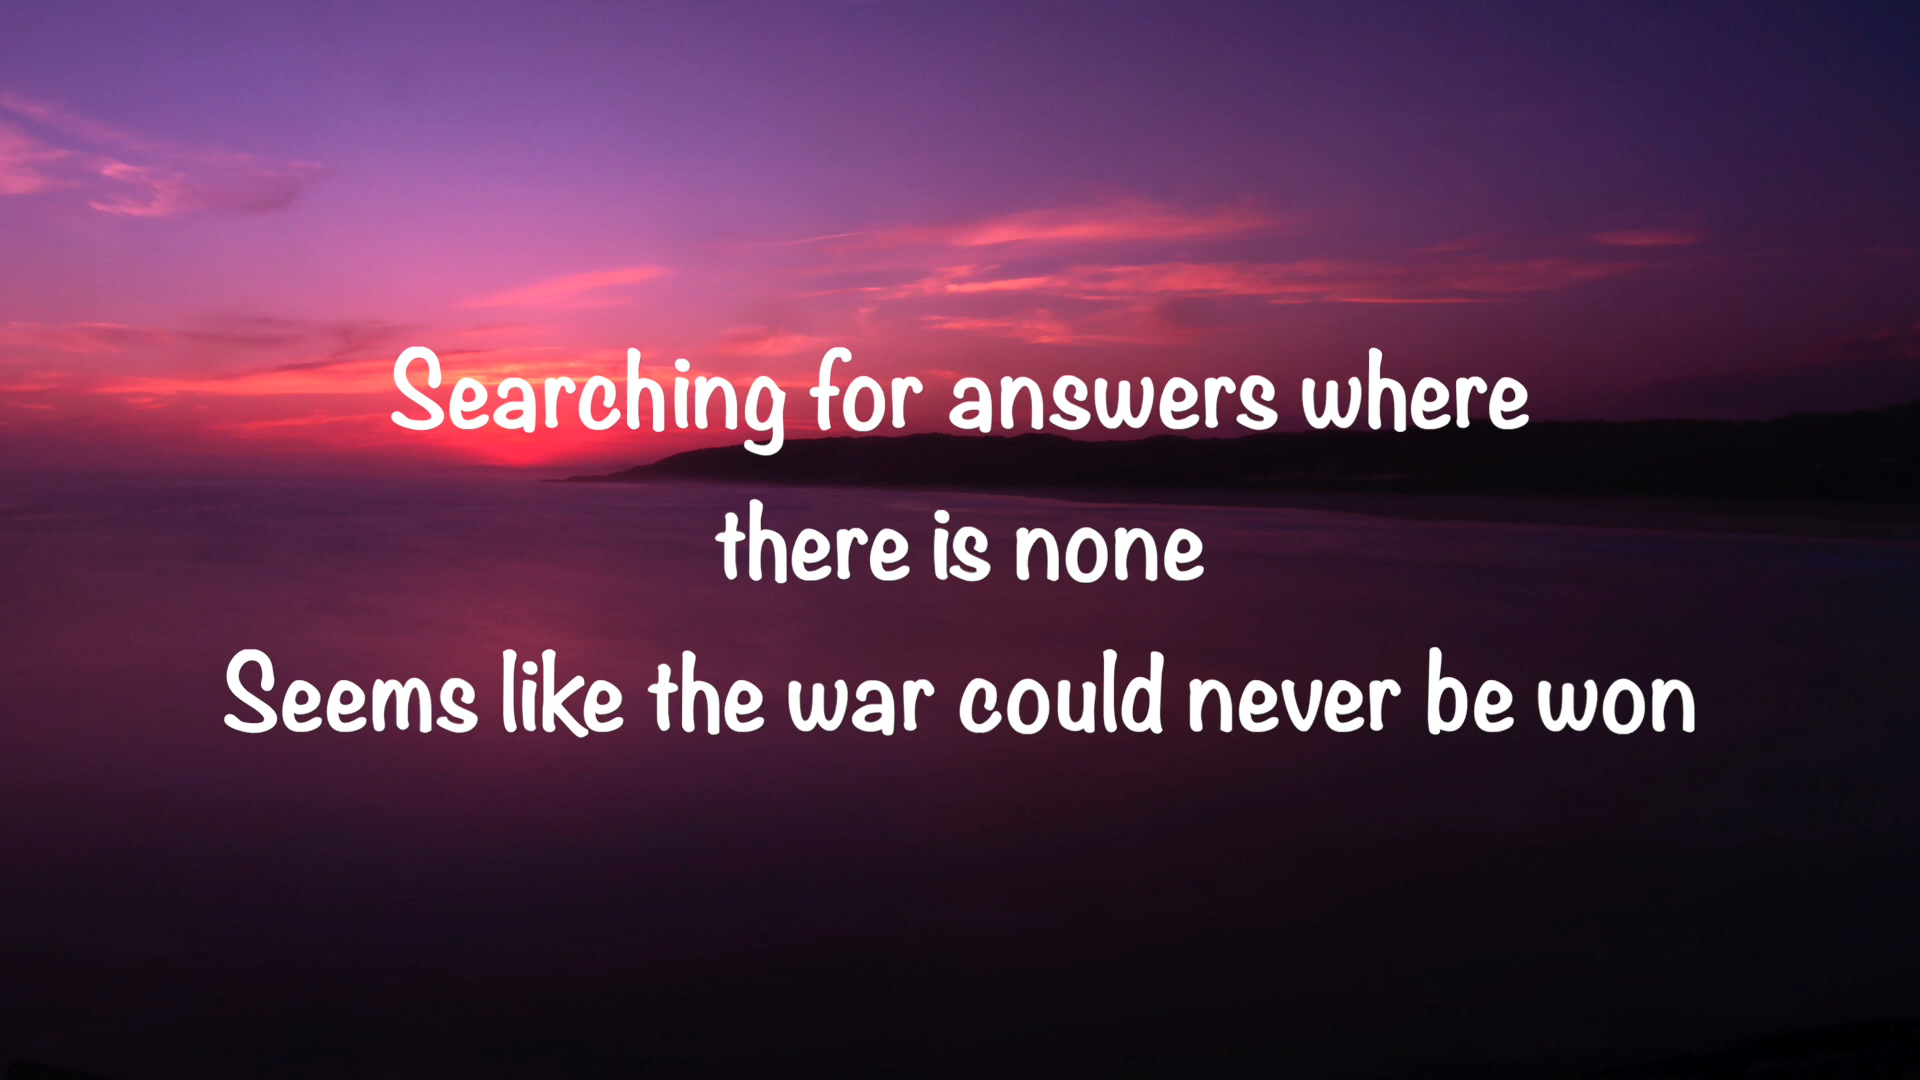 Searching for answers where
there is none
Seems like the war could never be won